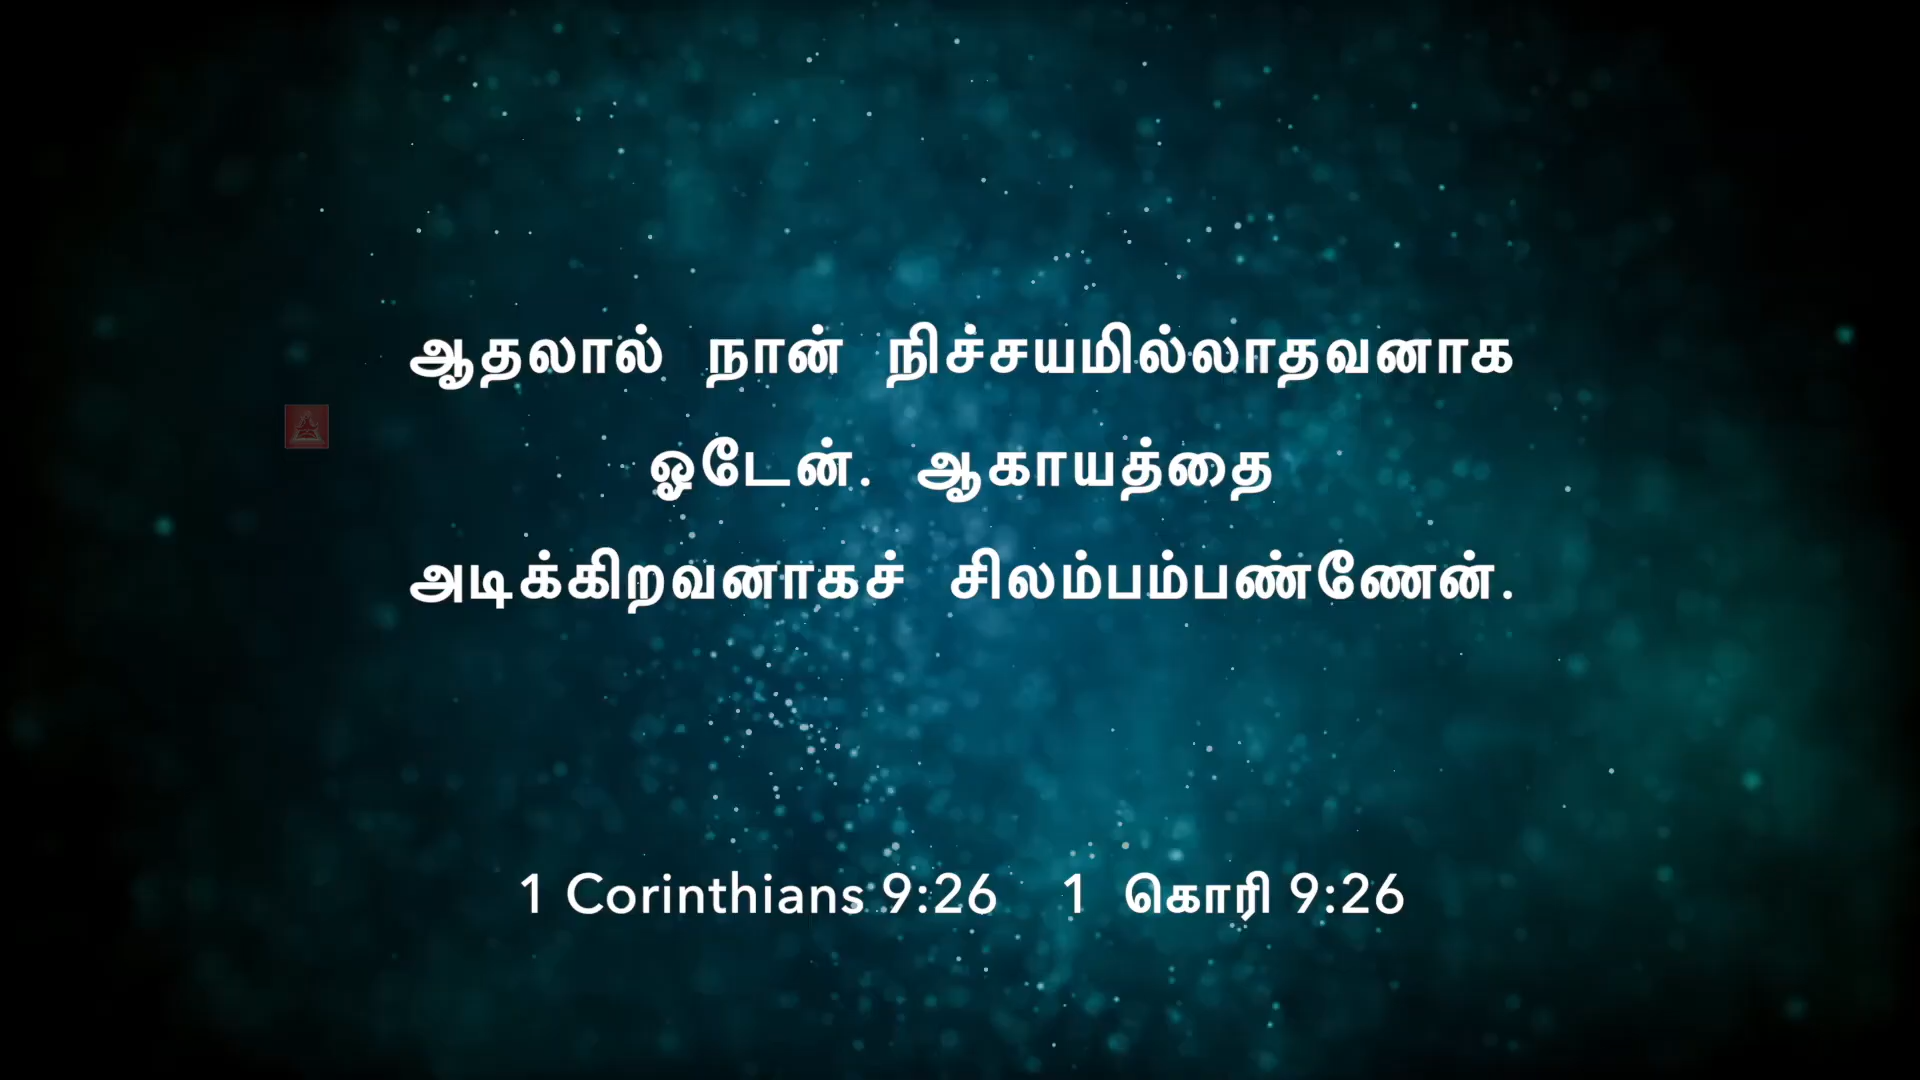 ஆதலால் நான் நிச்சயமில்லாதவனாக
ஓடேன். ஆகாயத்தை
அடிக்கிறவனாகச் சிலம்பம்பண்ணேன்.
1 Corinthians 9:26 1 கொரி 9:26